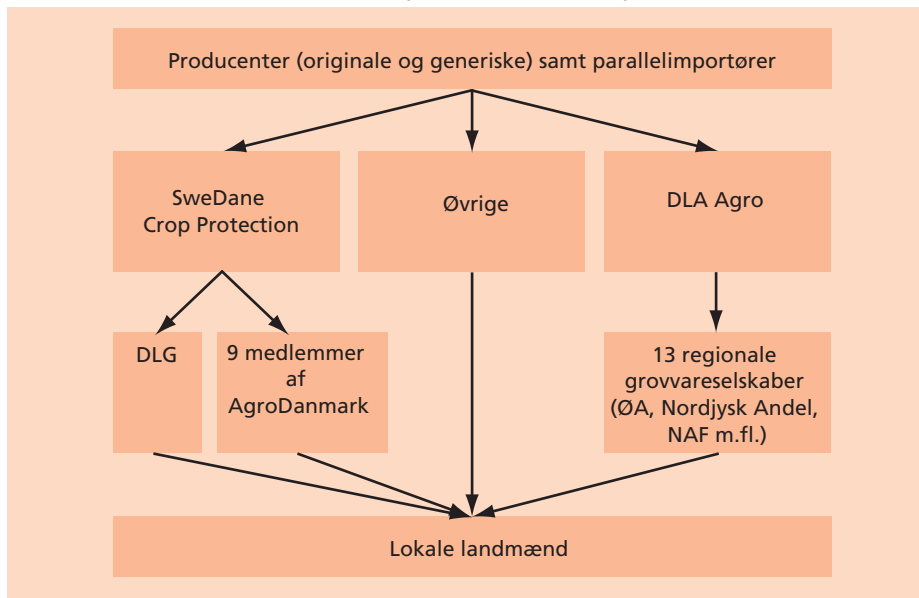 Producenter (originale og generiske) samt parallelimportører
SweDane
Crop Protection
Øvrige
DLA Agro
DLG
9 medlemmer
af
AgroDanmark
13 regionale
grovvareselskaber
(ØA, Nordjysk Andel,
NAF m.fl.)
Lokale landmænd